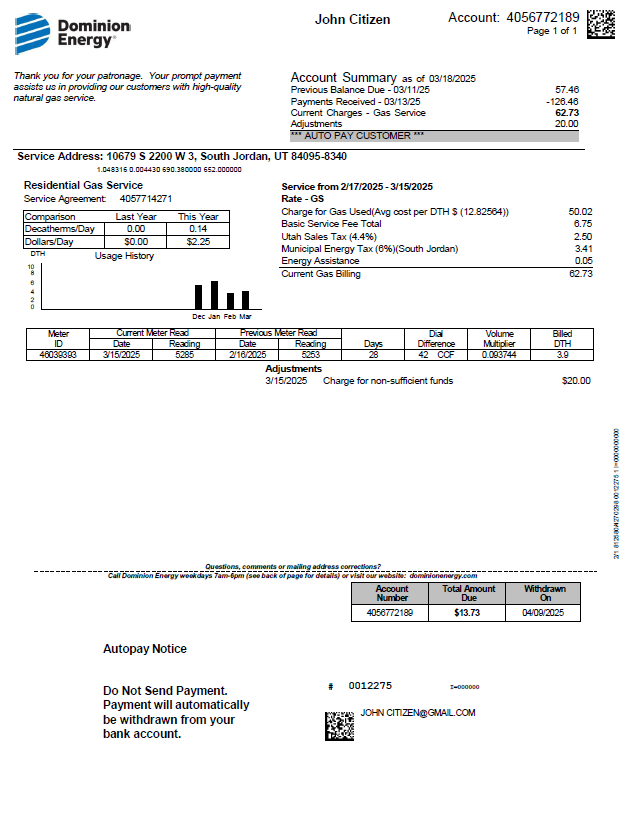 Dominion Energy®
John Citizen
Account: 4056772189
Page 1 of 1
Thank you for your patronage. Your prompt payment
assists us in providing our customers with high-quality
natural gas service.
Account Summary as of 03/18/2025
Previous Balance Due - 03/11/25 57.46
Payments Received - 03/13/25 -126.46
Current Charges - Gas Service 62.73
Adjustments 20.00
*** AUTO PAY CUSTOMER ***
Service Address: 10679 S 2200 W 3, South Jordan, UT 84095-8340
1.048316 0.004430 690.380000 652.000000
Residential Gas Service
Service Agreement: 4057714271
Comparison Last Year This Year
Decatherms/Day 0.00 0.14
Dollars/Day $0.00 $2.25
DTH Usage History
10
8
6
4
2
0
Dec Jan Feb Mar
Service from 2/17/2025 - 3/15/2025
Rate - GS
Charge for Gas Used(Avg cost per DTH $ (12.82564)) 50.02
Basic Service Fee Total 6.75
Utah Sales Tax (4.4%) 2.50
Municipal Energy Tax (6%)(South Jordan) 3.41
Energy Assistance 0.05
Current Gas Billing 62.73
Meter ID Current Meter Read Date Reading Previous Meter Read Date Reading Days Dial Difference Volume Multiplier Billed DTH
46039393 3/15/2025 5285 2/16/2025 5253 28 42 CCF 0.093744 3.9
Adjustments
3/15/2025 Charge for non-sufficient funds $20.00
Questions, comments or mailing address corrections?
Call Dominion Energy weekdays 7am-6pm (see back of page for details) or visit our website: dominionenergy.com
Account Number Total Amount Due Withdrawn On
4056772189 $13.73 04/09/2025
Autopay Notice
Do Not Send Payment.
Payment will automatically
be withdrawn from your
bank account.
# 0012275 I=000000
JOHN CITIZEN@GMAIL.COM